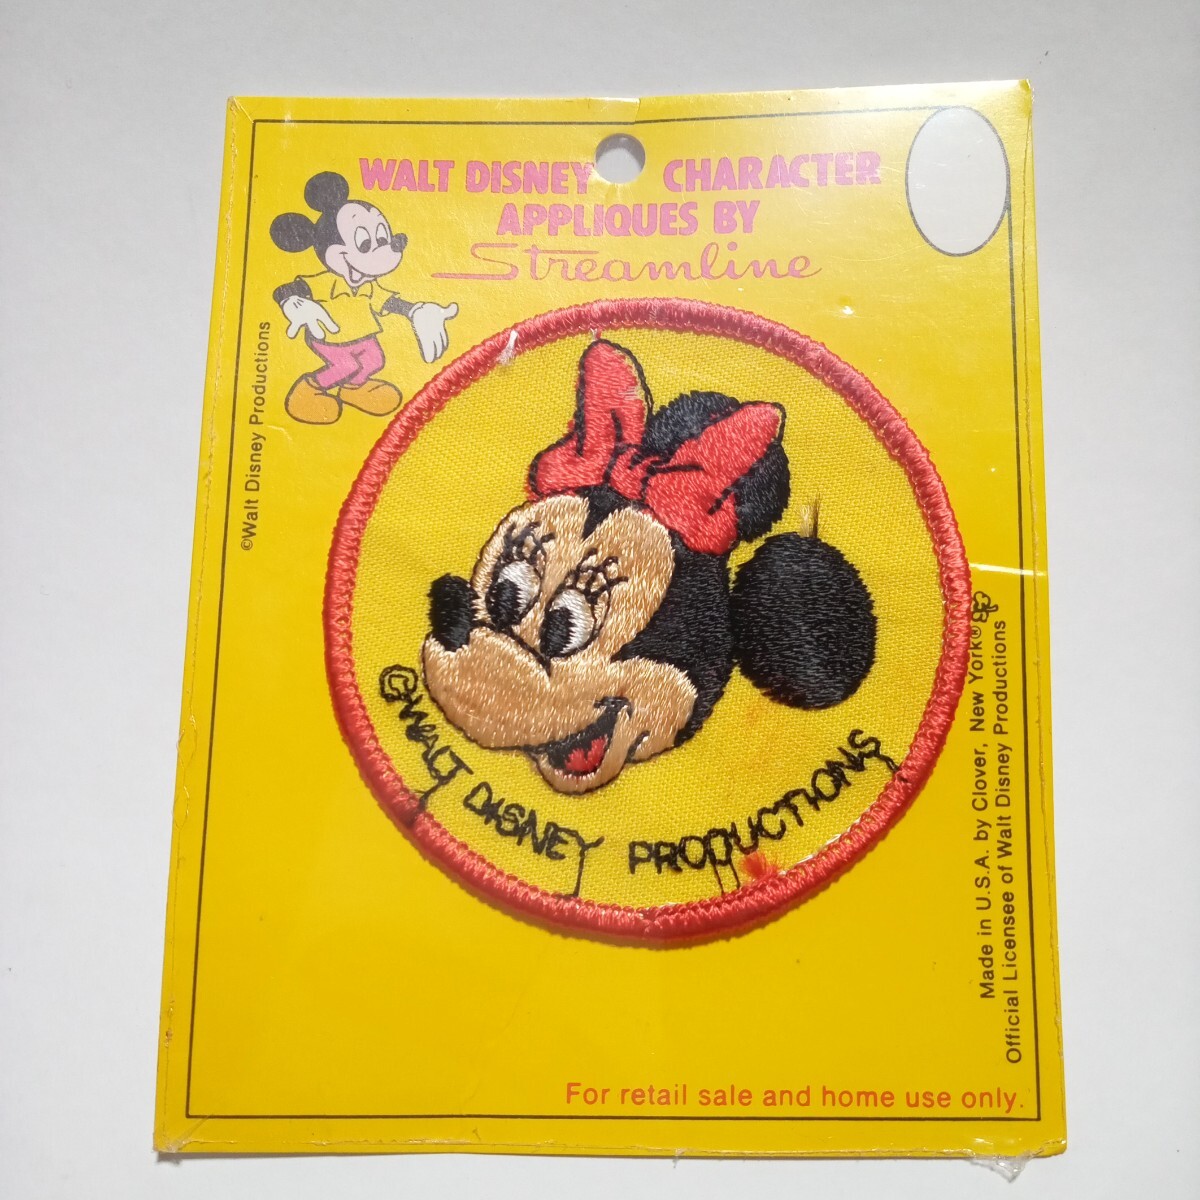 WALT DISNEY CHARACTER
APPLIQUES BY
Streamline
©Walt Disney Productions
©WALT DISNEY PRODUCTIONS
Made in U.S.A. by Clover, New York®
Official Licensee of Walt Disney Productions
For retail sale and home use only.